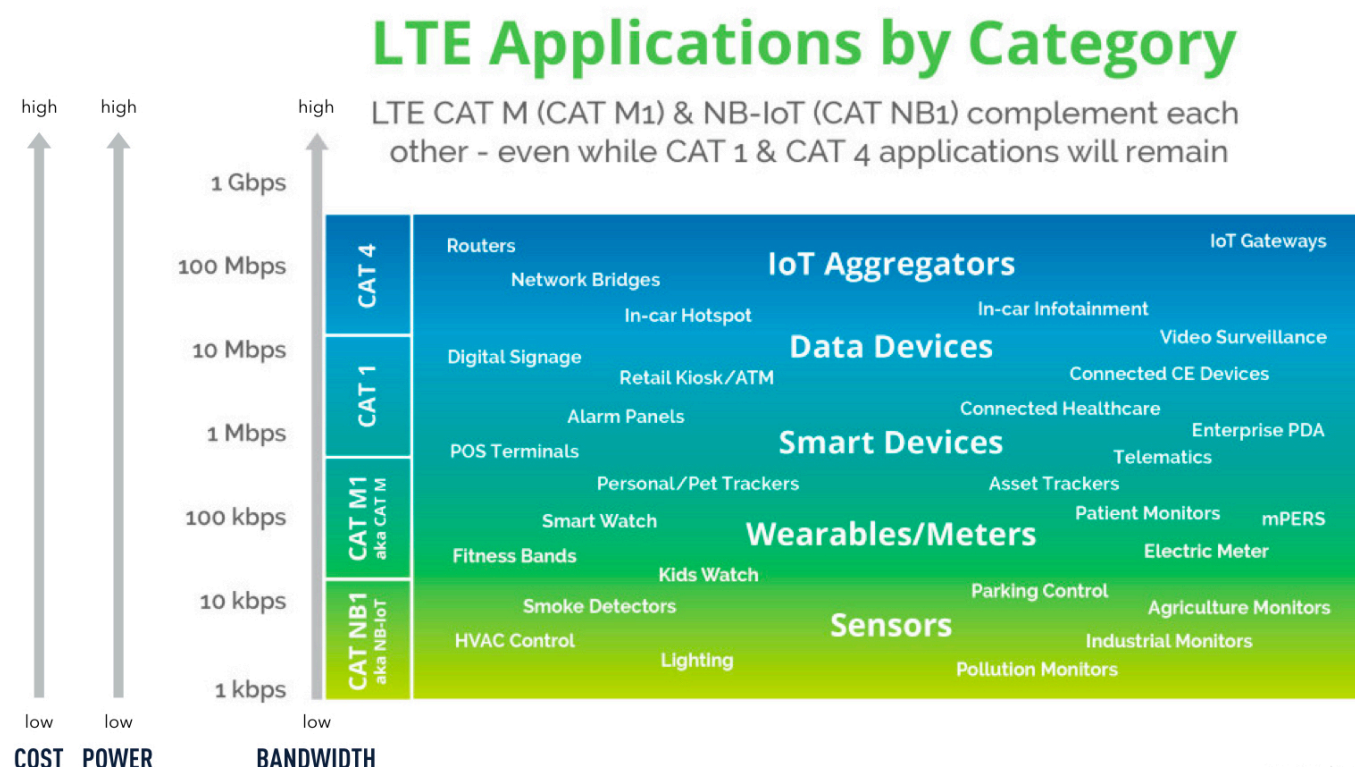 LTE Applications by Category
LTE CAT M (CAT M1) & NB-IoT (CAT NB1) complement each
other - even while CAT 1 & CAT 4 applications will remain
high
high
high
1 Gbps
100 Mbps
10 Mbps
1 Mbps
100 kbps
10 kbps
1 kbps
low
low
low
COST
POWER
BANDWIDTH
CAT 4
CAT 1
CAT M1
aka CAT M
CAT NB1
aka NB-IoT
Routers
IoT Gateways
IoT Aggregators
Network Bridges
In-car Hotspot
In-car Infotainment
Video Surveillance
Data Devices
Digital Signage
Retail Kiosk/ATM
Connected CE Devices
Alarm Panels
Connected Healthcare
Enterprise PDA
Smart Devices
POS Terminals
Telematics
Personal/Pet Trackers
Asset Trackers
Smart Watch
Patient Monitors
mPERS
Wearables/Meters
Fitness Bands
Electric Meter
Kids Watch
Parking Control
Smoke Detectors
Agriculture Monitors
Sensors
HVAC Control
Industrial Monitors
Lighting
Pollution Monitors